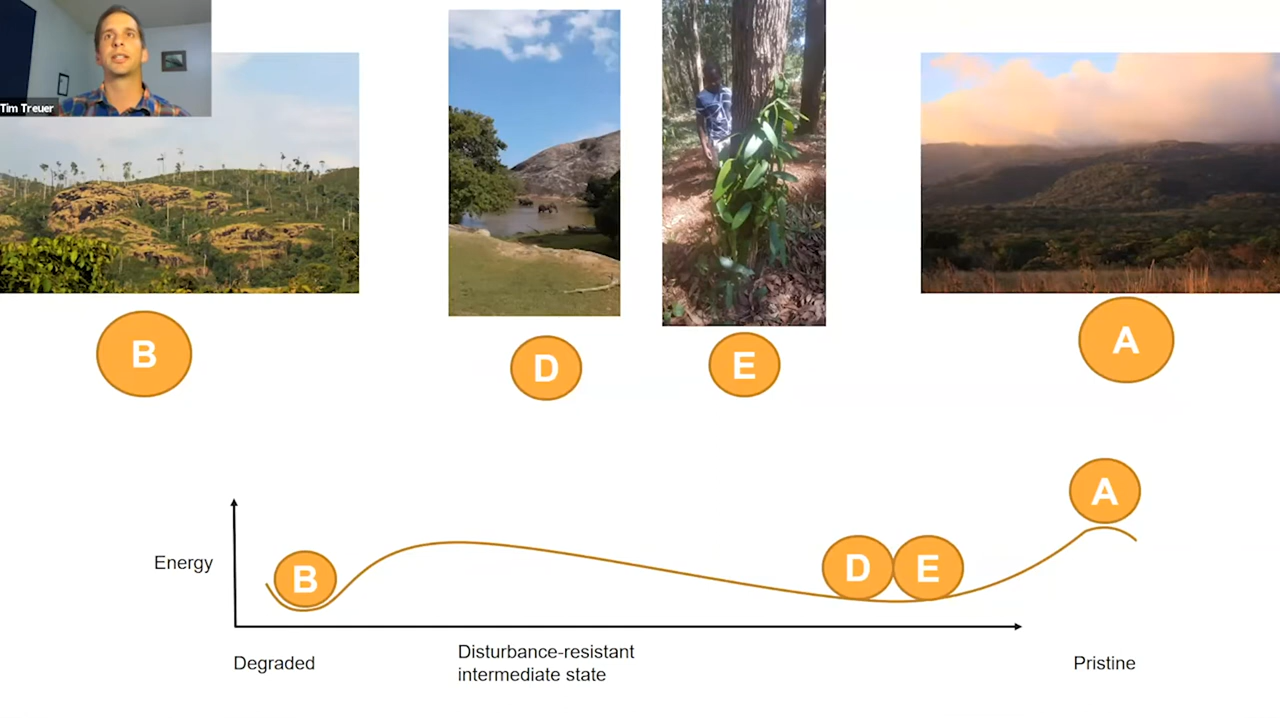 Tim Treuer
B
D
E
A
A
Energy
B
D
E
Degraded
Disturbance-resistant
intermediate state
Pristine